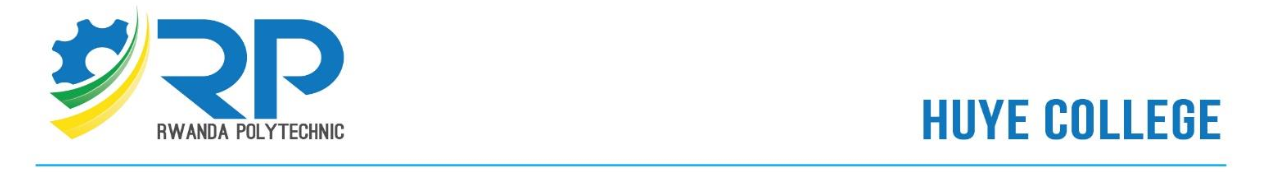 RP
RWANDA POLYTECHNIC
HUYE COLLEGE